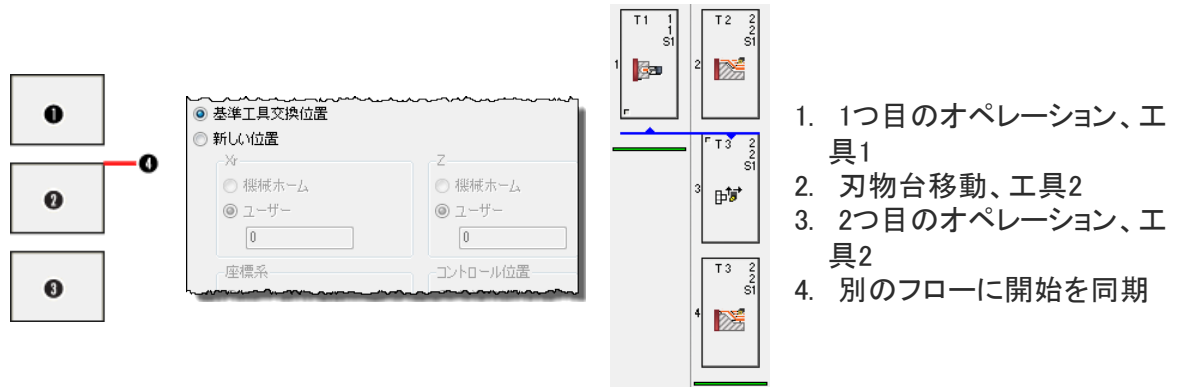 ❶
❷
❸
❹
基準工具交換位置
新しい位置
Xr
Z
機械ホーム
機械ホーム
ユーザー
ユーザー
0
0
座標系
コントロール位置
T1 1
1
S1
1
T2 2
2
S1
2
T3 2
2
S1
3
T3 2
2
S1
4
1. 1つ目のオペレーション、工
具1
2. 刃物台移動、工具2
3. 2つ目のオペレーション、工
具2
4. 別のフローに開始を同期